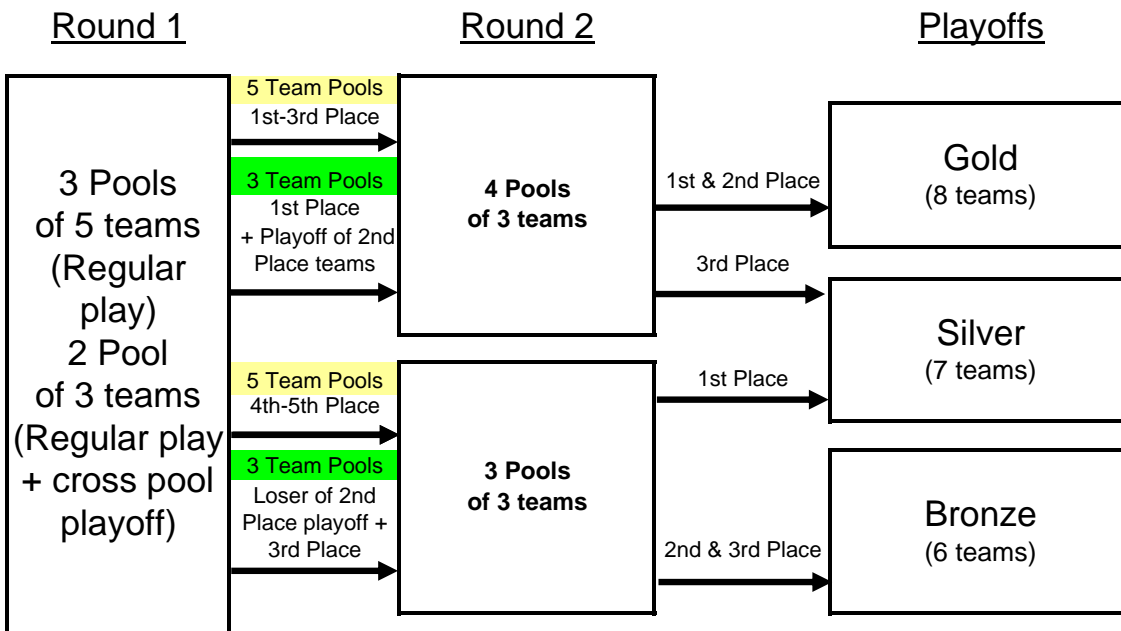 Round 1
Round 2
Playoffs
3 Pools
of 5 teams
(Regular
play)
2 Pool
of 3 teams
(Regular play
+ cross pool
playoff)
5 Team Pools
1st-3rd Place
3 Team Pools
1st Place
+ Playoff of 2nd
Place teams
5 Team Pools
4th-5th Place
3 Team Pools
Loser of 2nd
Place playoff +
3rd Place
4 Pools
of 3 teams
3 Pools
of 3 teams
1st & 2nd Place
3rd Place
1st Place
2nd & 3rd Place
Gold
(8 teams)
Silver
(7 teams)
Bronze
(6 teams)